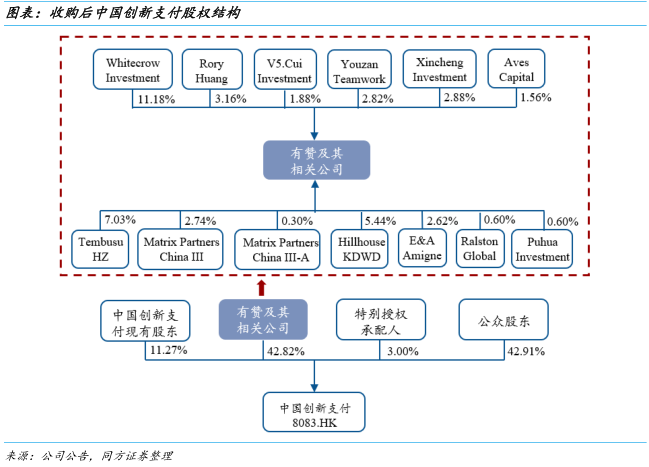 图表：收购后中国创新支付股权结构
Whitecrow
Investment
Rory
Huang
V5.Cui
Investment
Youzan
Teamwork
Xincheng
Investment
Aves
Capital
11.18%
3.16%
1.88%
2.82%
2.88%
1.56%
有赞及其
相关公司
7.03%
2.74%
0.30%
5.44%
2.62%
0.60%
0.60%
Tembusu
HZ
Matrix Partners
China III
Matrix Partners
China III-A
Hillhouse
KDWD
E&A
Amigne
Ralston
Global
Puhua
Investment
中国创新支
付现有股东
有赞及其
相关公司
特别授权
承配人
公众股东
11.27%
42.82%
3.00%
42.91%
中国创新支付
8083.HK
来源：公司公告，同方证券整理